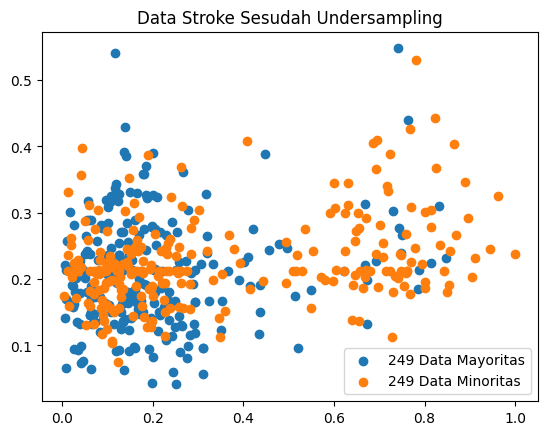 Data Stroke Sesudah Undersampling
0.5
0.4
0.3
0.2
0.1
249 Data Mayoritas
249 Data Minoritas
0.0 0.2 0.4 0.6 0.8 1.0